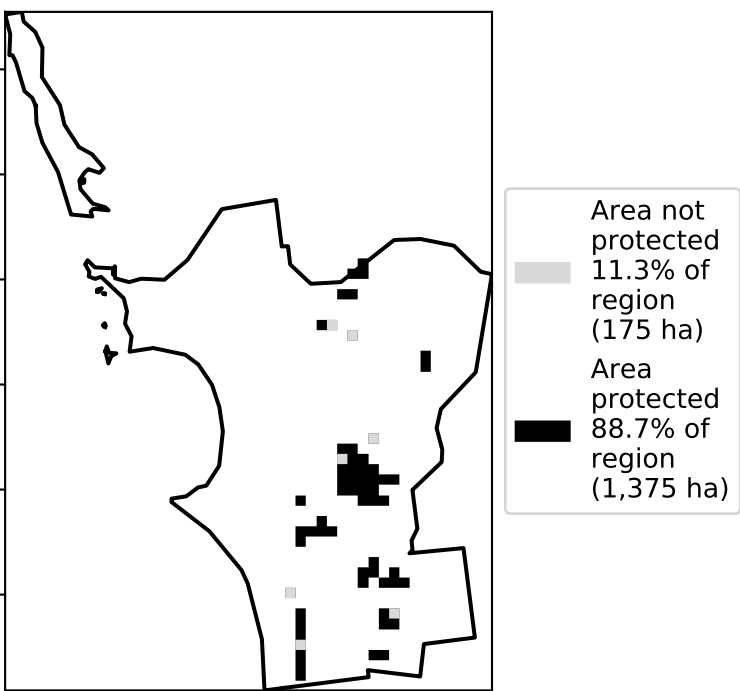 Area not
protected
11.3% of
region
(175 ha)
Area
protected
88.7% of
region
(1,375 ha)